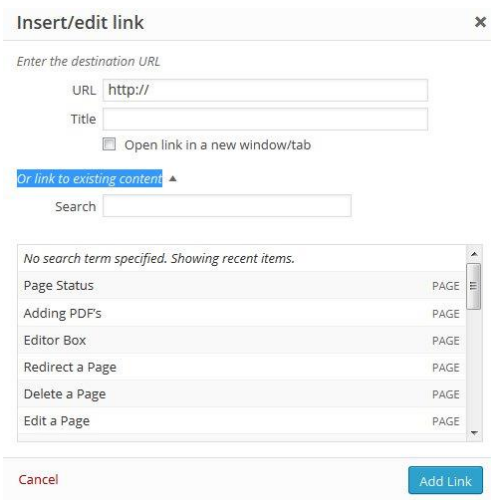 Insert/edit link
Enter the destination URL
URL http://
Title
Open link in a new window/tab
Or link to existing content
Search
No search term specified. Showing recent items.
Page Status PAGE
Adding PDF's PAGE
Editor Box PAGE
Redirect a Page PAGE
Delete a Page PAGE
Edit a Page PAGE
Cancel Add Link